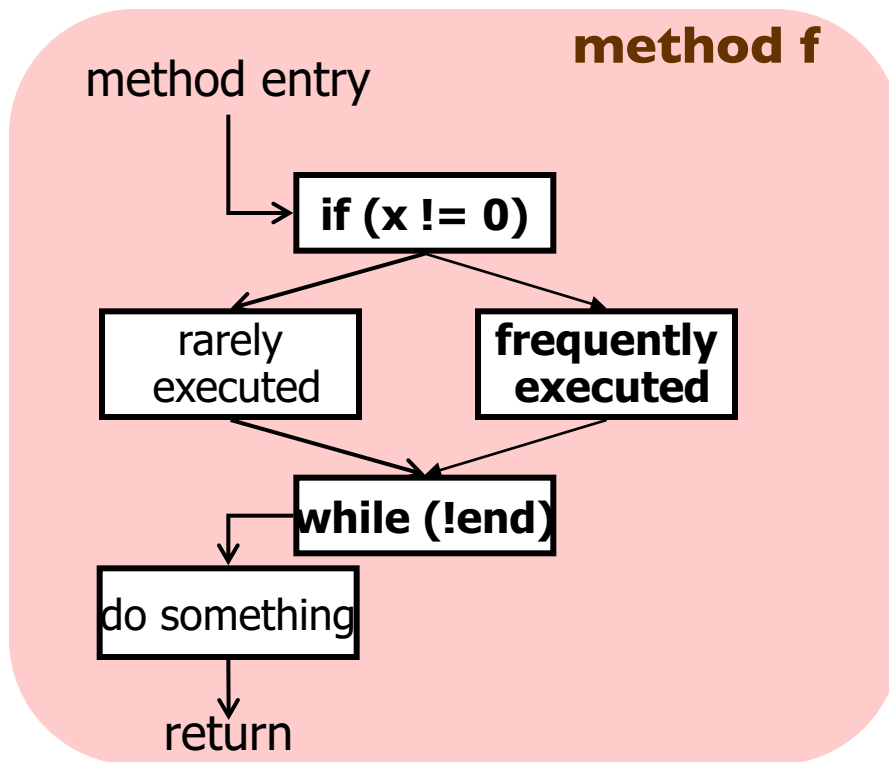 method f
method entry
if (x != 0)
rarely
executed
frequently
executed
while (!end)
do something
return